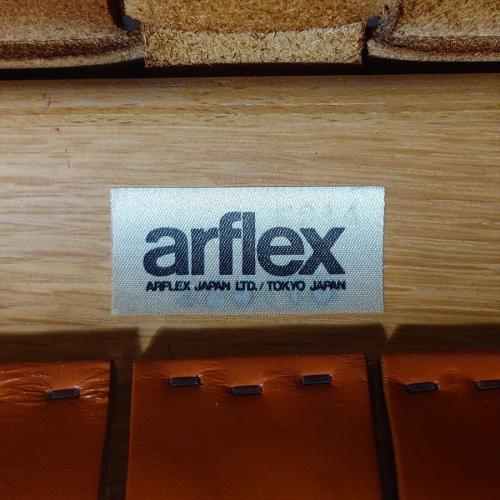 arflex
ARFLEX JAPAN LTD. / TOKYO JAPAN